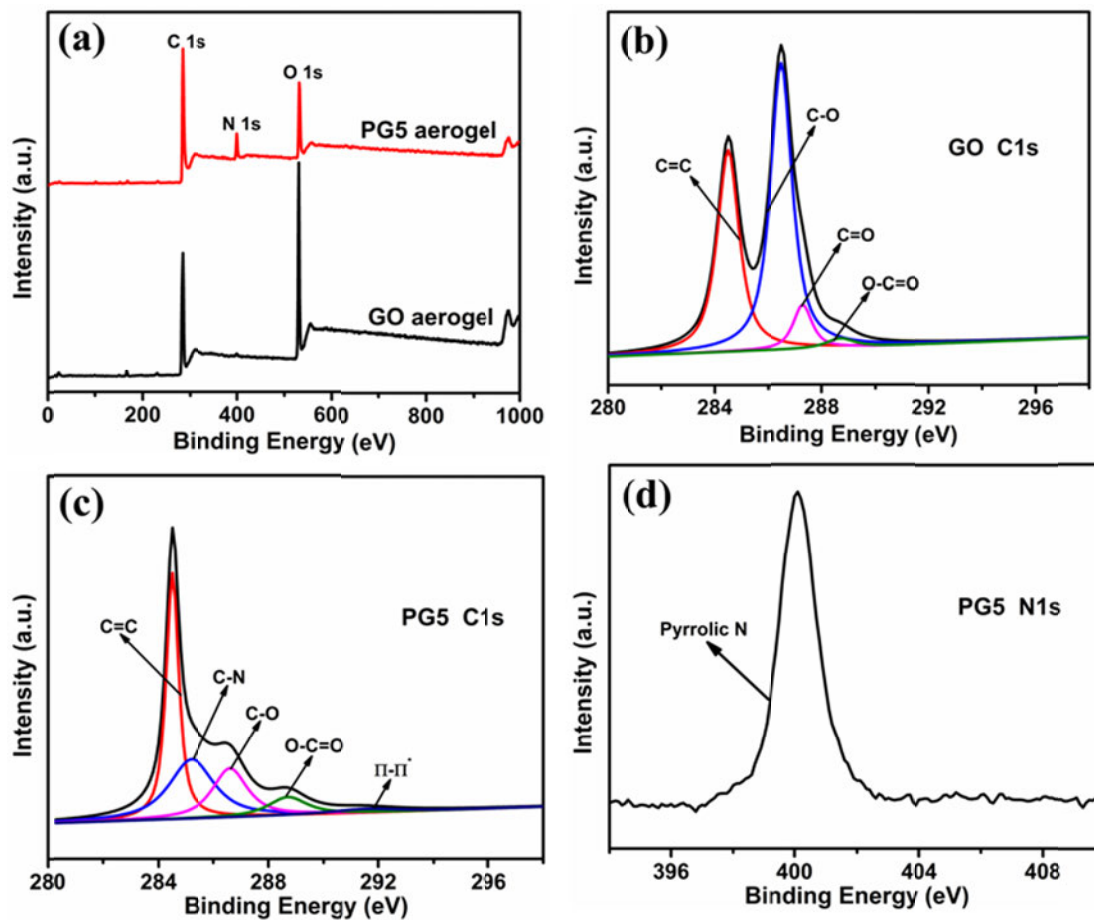 (a)
C 1s
O 1s
N 1s
PG5 aerogel
GO aerogel
Intensity (a.u.)
0 200 400 600 800 1000
Binding Energy (eV)
(b)
C-O
GO C1s
C=C
C=O
O-C=O
Intensity (a.u.)
280 284 288 292 296
Binding Energy (eV)
(c)
PG5 C1s
C=C
C-N
C-O
O-C=O
Π-Π*
Intensity (a.u.)
280 284 288 292 296
Binding Energy (eV)
(d)
PG5 N1s
Pyrrolic N
Intensity (a.u.)
396 400 404 408
Binding Energy (eV)